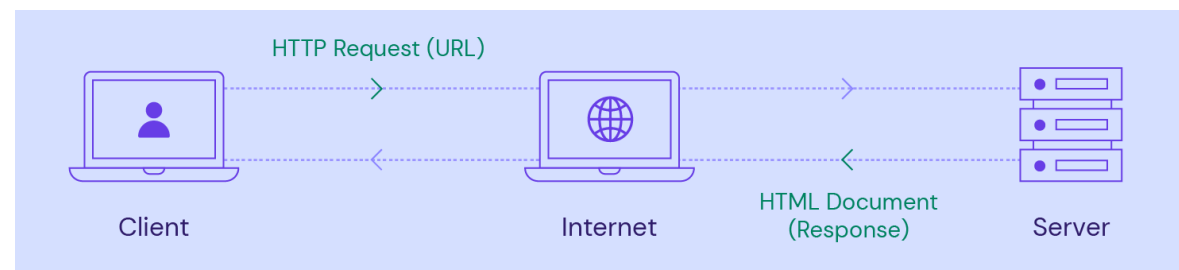 HTTP Request (URL)
HTML Document
(Response)
Client
Internet
Server